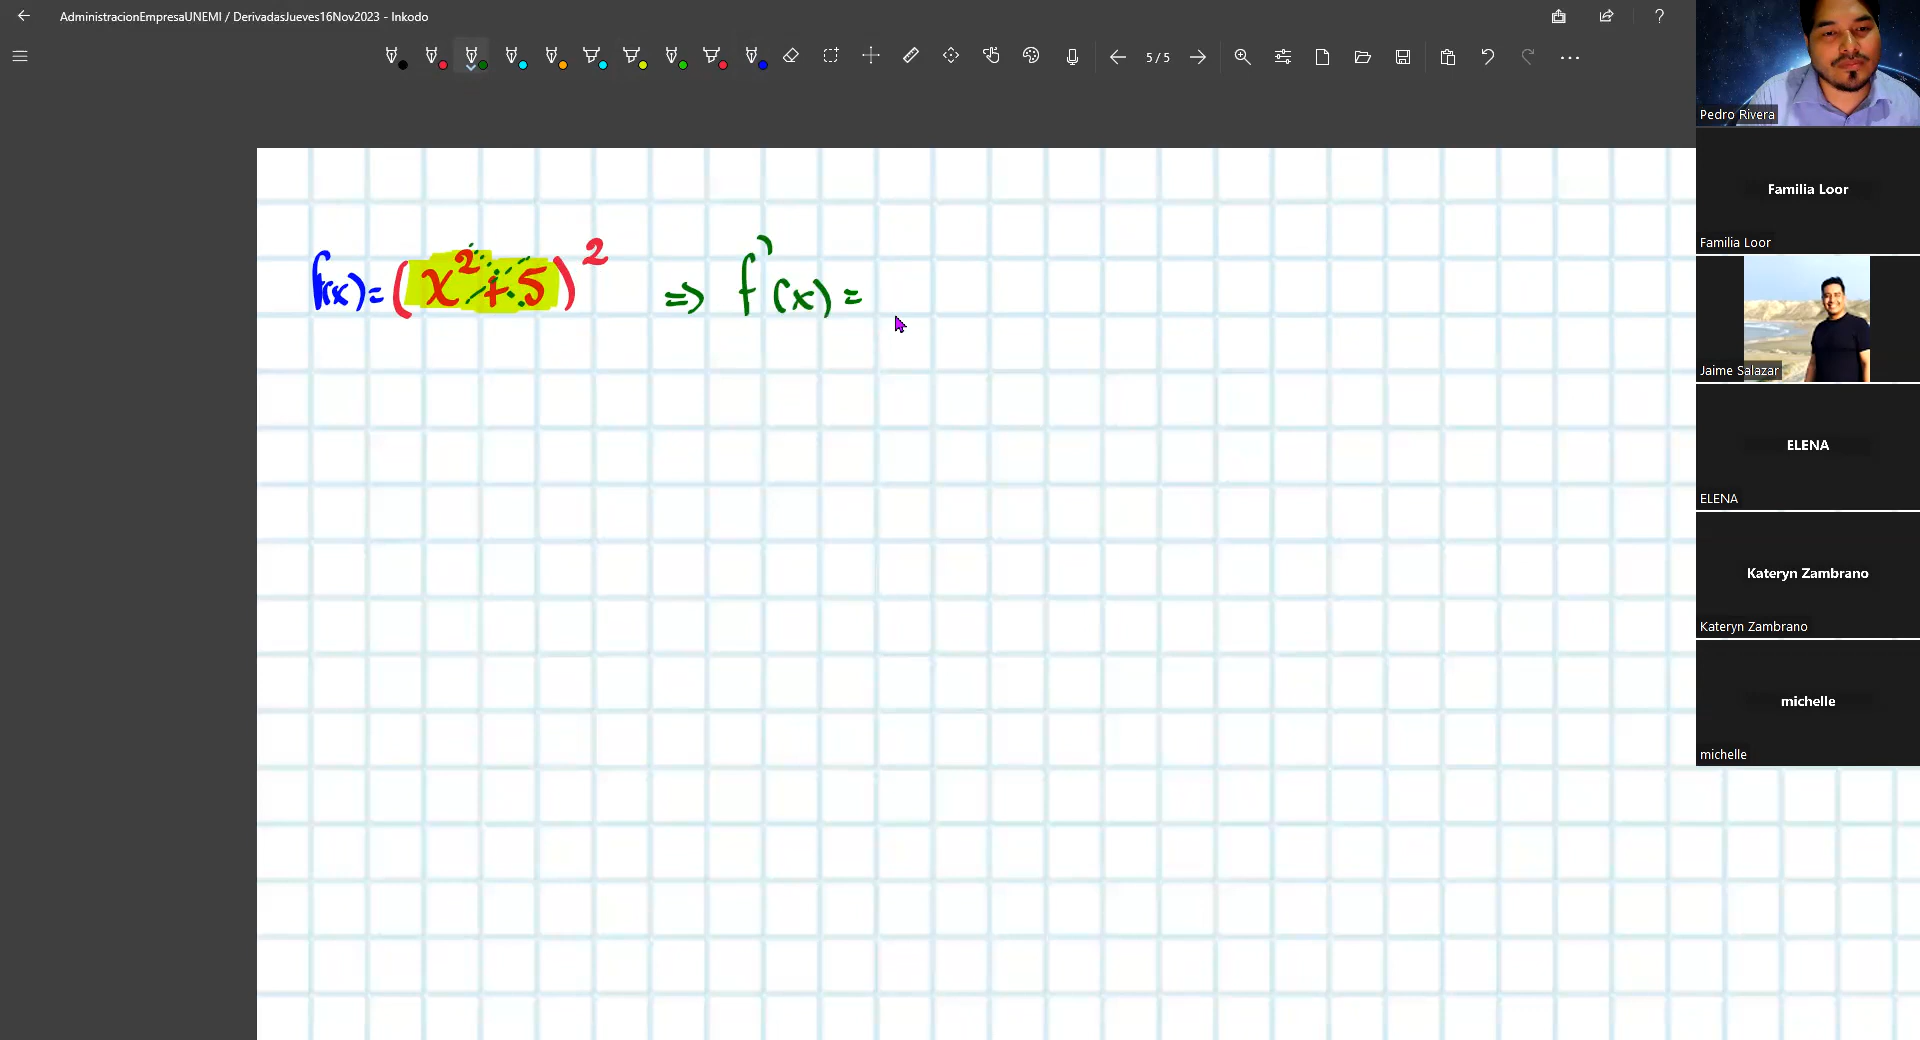 AdministracionEmpresaUNEMI / DerivadasJueves16Nov2023 - Inkodo
5 / 5
Pedro Rivera
Familia Loor
Familia Loor
f(x) = (x² + 5)² ⇒ f'(x) =
Jaime Salazar
ELENA
ELENA
Kateryn Zambrano
Kateryn Zambrano
michelle
michelle